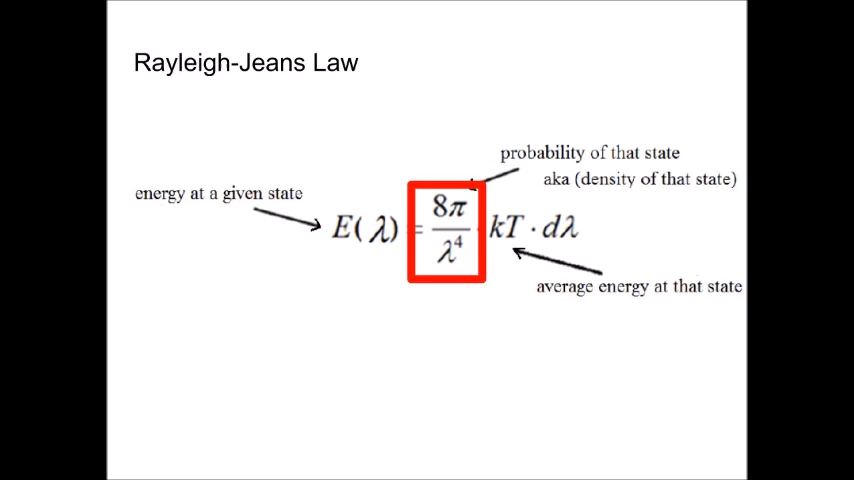 Rayleigh-Jeans Law
probability of that state
aka (density of that state)
energy at a given state
E(λ) = 8π/λ⁴ · kT · dλ
average energy at that state